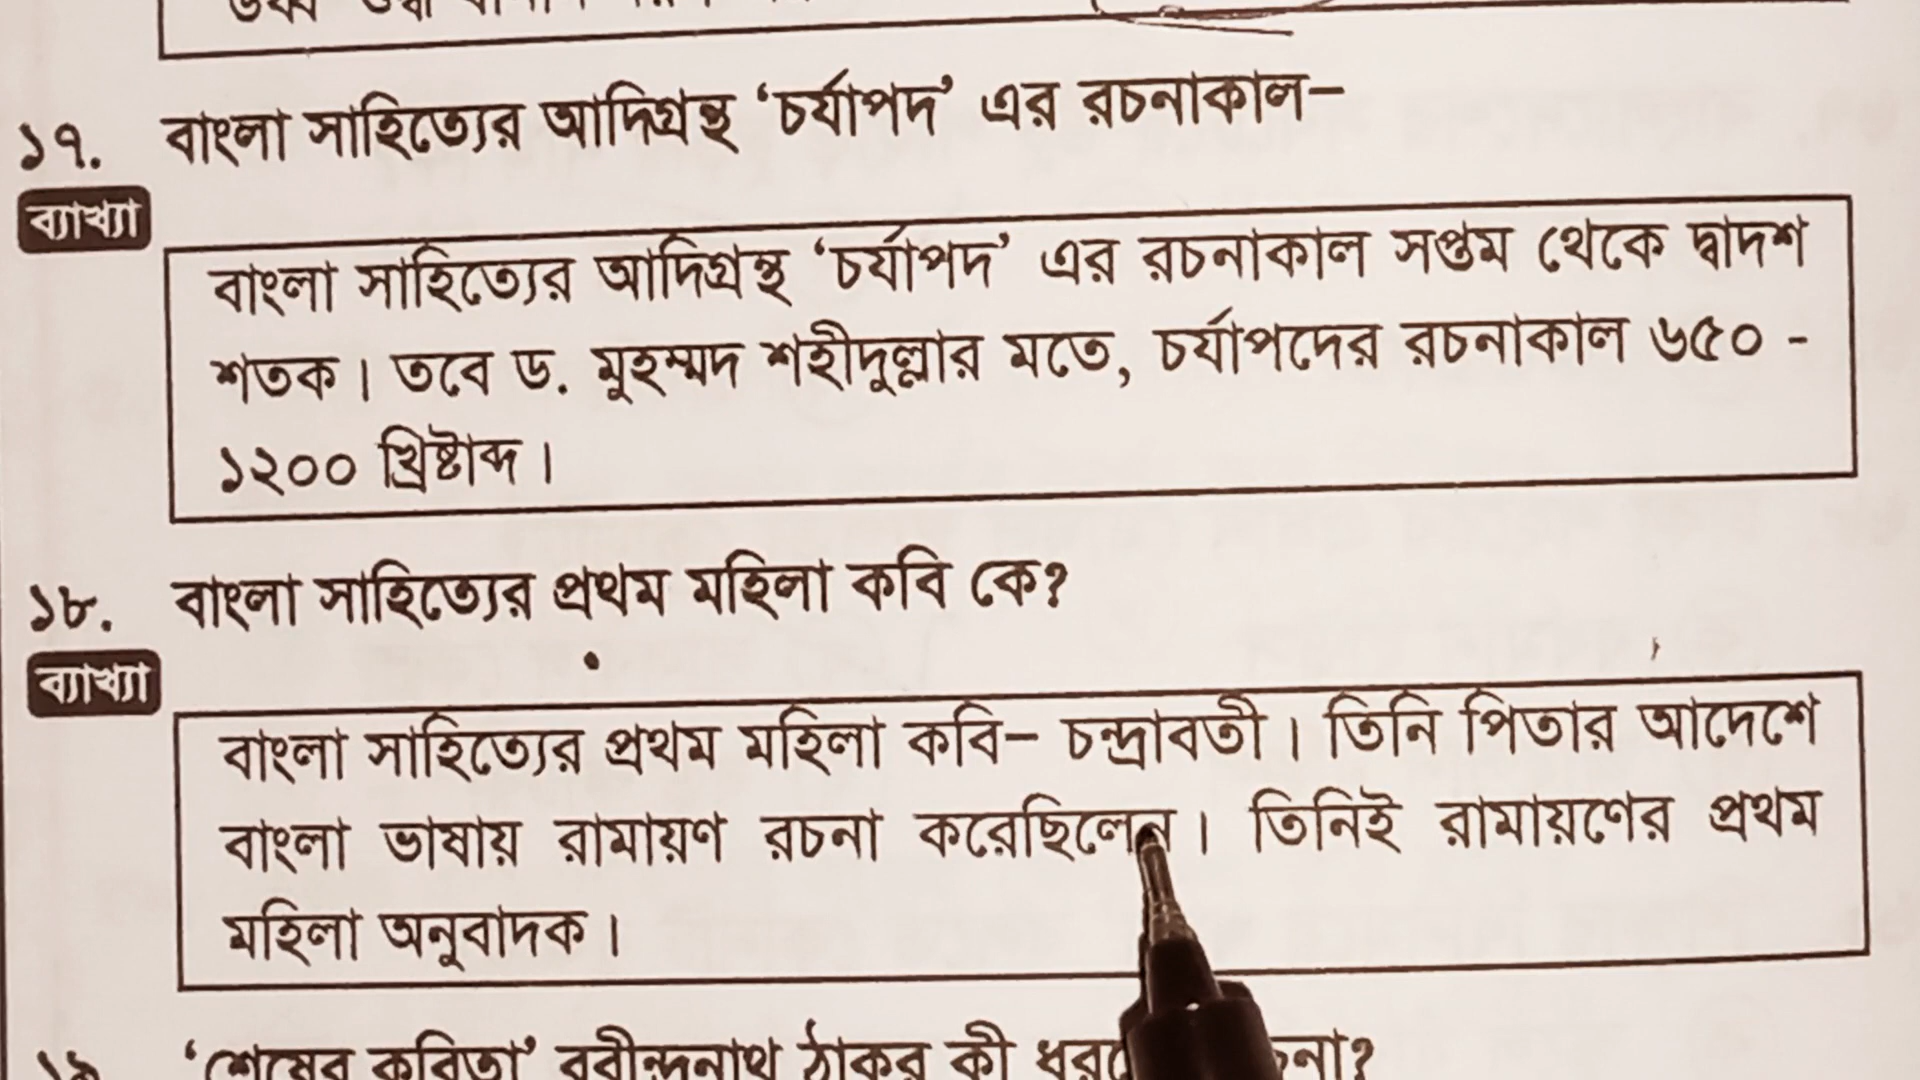 ১৭. বাংলা সাহিত্যের আদিগ্রন্থ ‘চর্যাপদ’ এর রচনাকাল–
ব্যাখ্যা
বাংলা সাহিত্যের আদিগ্রন্থ ‘চর্যাপদ’ এর রচনাকাল সপ্তম থেকে দ্বাদশ
শতক। তবে ড. মুহম্মদ শহীদুল্লার মতে, চর্যাপদের রচনাকাল ৬৫০ -
১২০০ খ্রিষ্টাব্দ।
১৮. বাংলা সাহিত্যের প্রথম মহিলা কবি কে?
ব্যাখ্যা
বাংলা সাহিত্যের প্রথম মহিলা কবি– চন্দ্রাবতী। তিনি পিতার আদেশে
বাংলা ভাষায় রামায়ণ রচনা করেছিলেন। তিনিই রামায়ণের প্রথম
মহিলা অনুবাদক।
১৯ ‘শেষের কবিতা’ রবীন্দ্রনাথ ঠাকুর কী